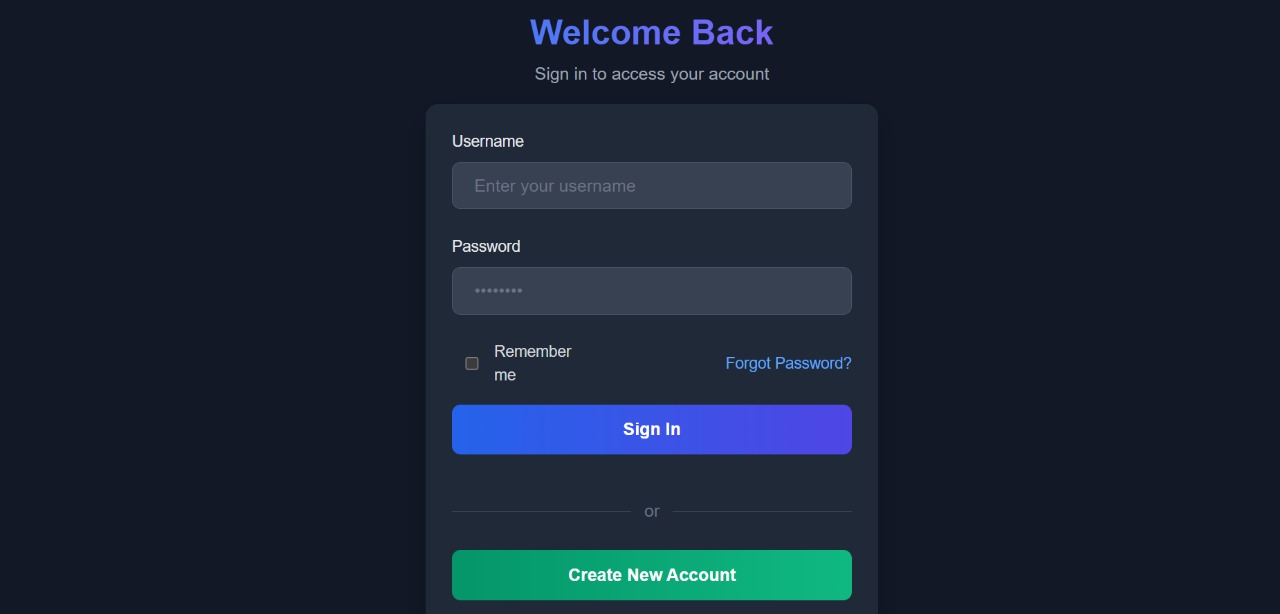 Welcome Back
Sign in to access your account
Username
Enter your username
Password
••••••••
Remember
me
Forgot Password?
Sign In
or
Create New Account